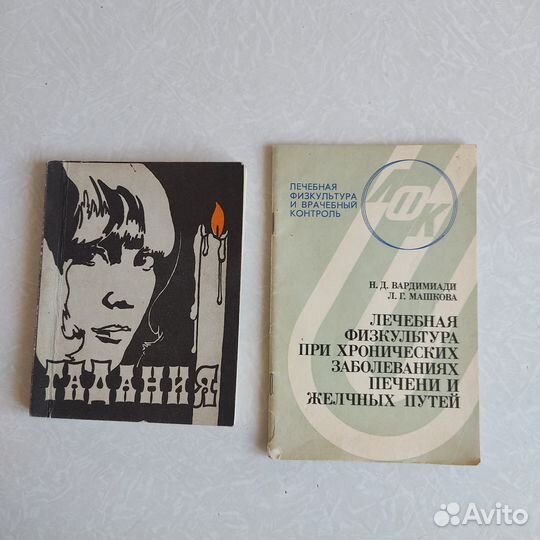 ГАДАНИЯ
ЛЕЧЕБНАЯ
ФИЗКУЛЬТУРА
И ВРАЧЕБНЫЙ
КОНТРОЛЬ
ЛФК
Н. Д. ВАРДИМИАДИ
Л. Г. МАШКОВА
ЛЕЧЕБНАЯ
ФИЗКУЛЬТУРА
ПРИ ХРОНИЧЕСКИХ
ЗАБОЛЕВАНИЯХ
ПЕЧЕНИ И
ЖЕЛЧНЫХ ПУТЕЙ
Avito